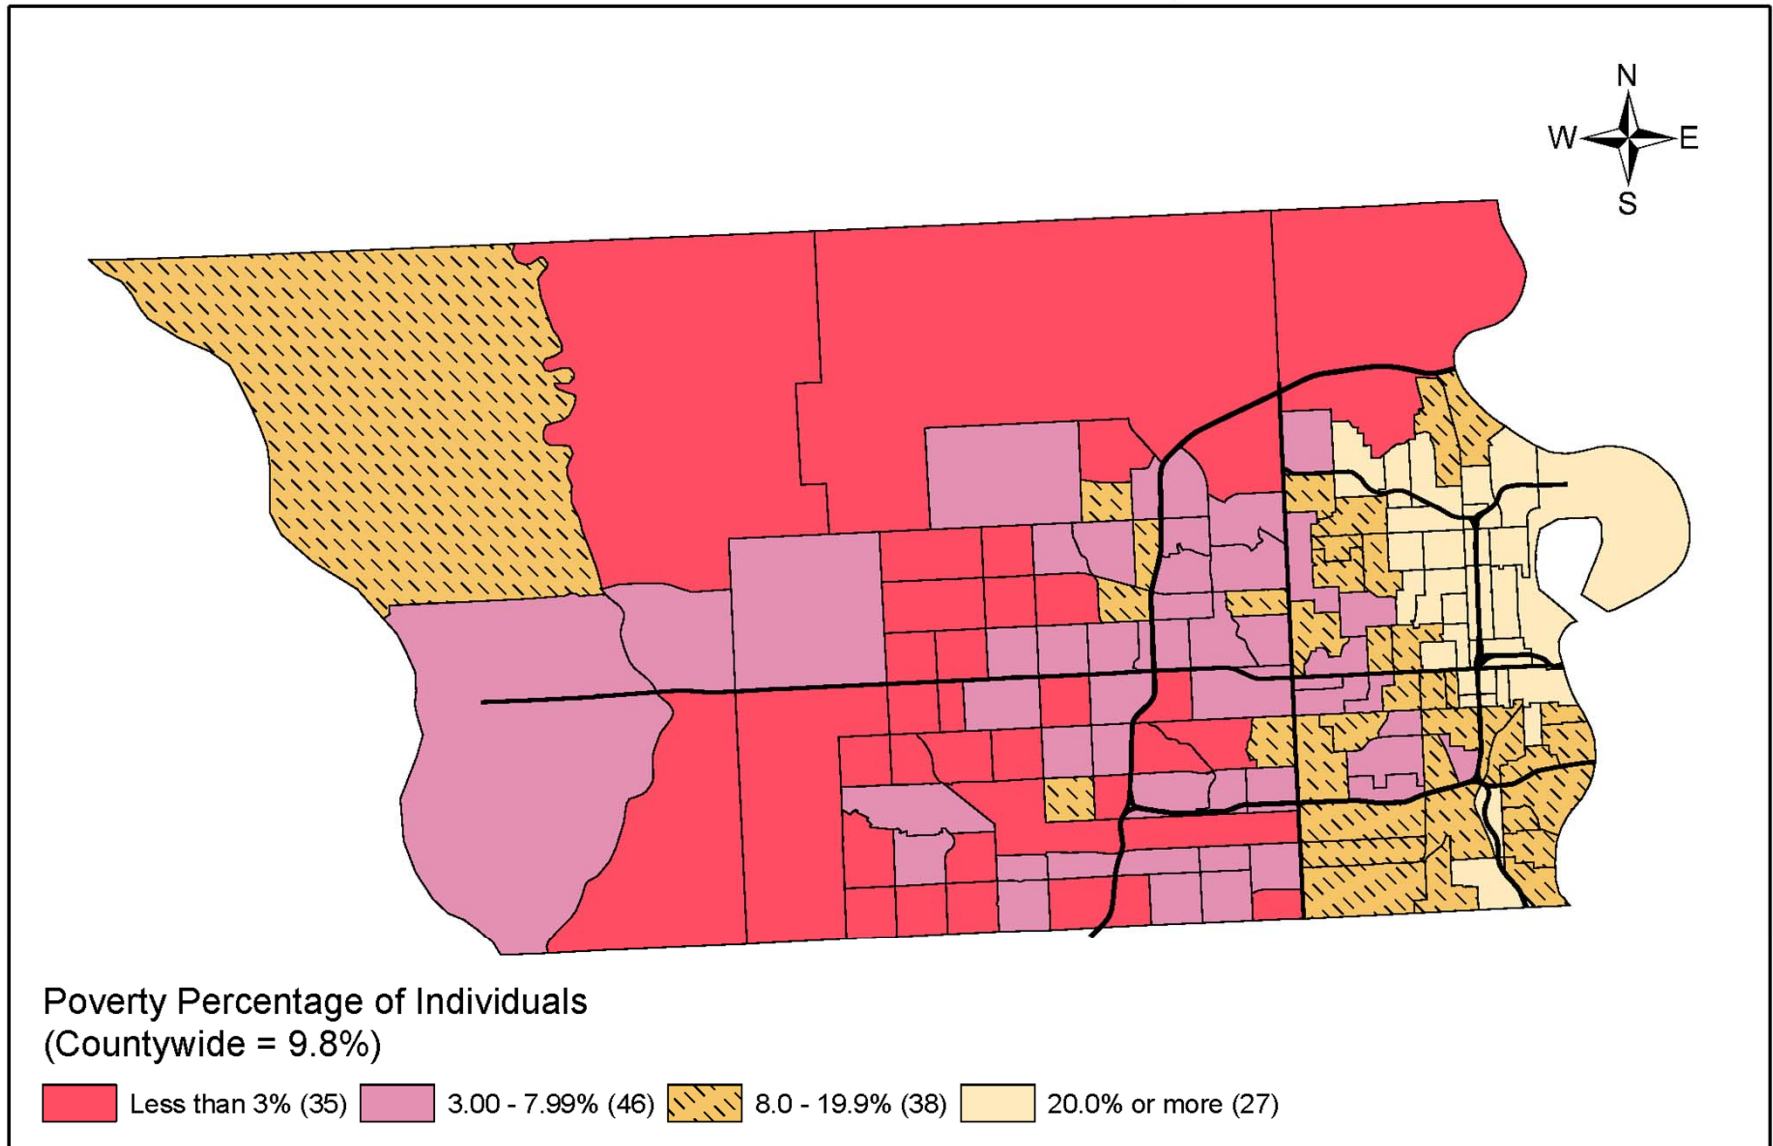 N
W E
S
Poverty Percentage of Individuals
(Countywide = 9.8%)
Less than 3% (35) 3.00 - 7.99% (46) 8.0 - 19.9% (38) 20.0% or more (27)